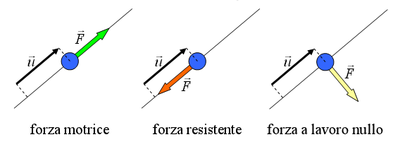 u F
u F
u F
forza motrice
forza resistente
forza a lavoro nullo